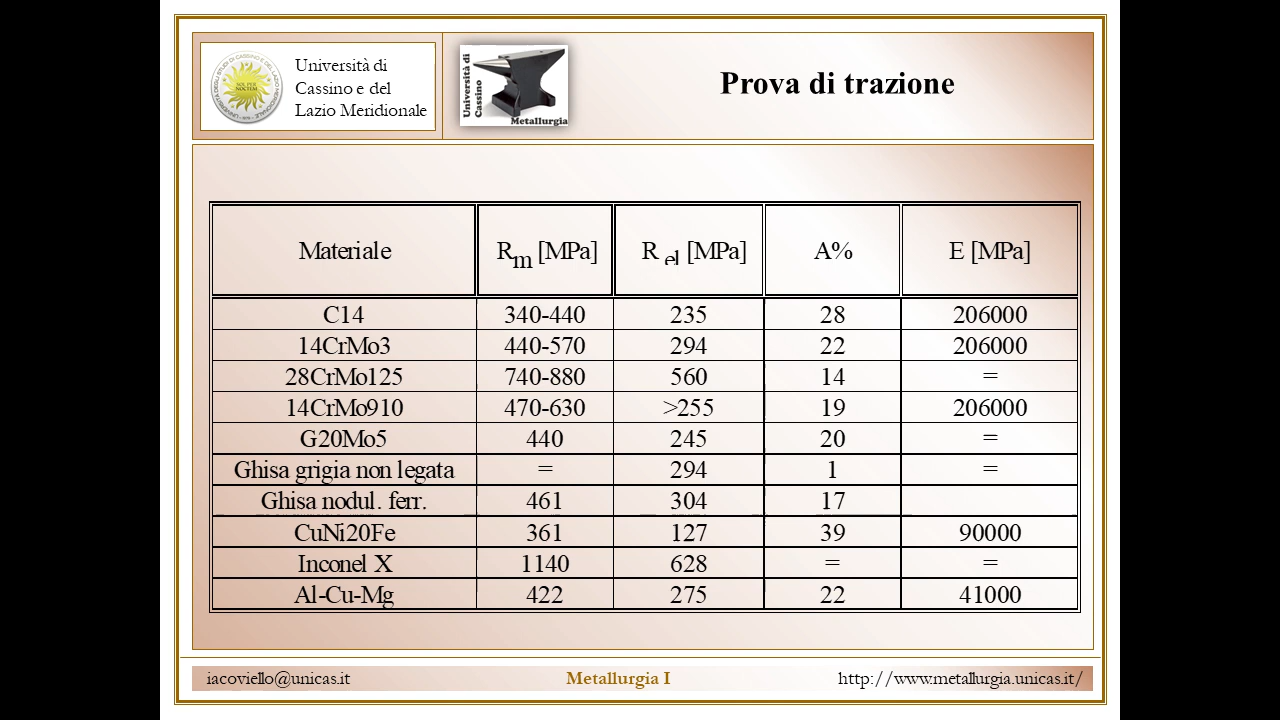 Università di
Cassino e del
Lazio Meridionale
Università di
Cassino
Metallurgia
Prova di trazione
Materiale Rm [MPa] R el [MPa] A% E [MPa]
C14 340-440 235 28 206000
14CrMo3 440-570 294 22 206000
28CrMo125 740-880 560 14 =
14CrMo910 470-630 >255 19 206000
G20Mo5 440 245 20 =
Ghisa grigia non legata = 294 1 =
Ghisa nodul. ferr. 461 304 17
CuNi20Fe 361 127 39 90000
Inconel X 1140 628 = =
Al-Cu-Mg 422 275 22 41000
iacoviello@unicas.it Metallurgia I http://www.metallurgia.unicas.it/